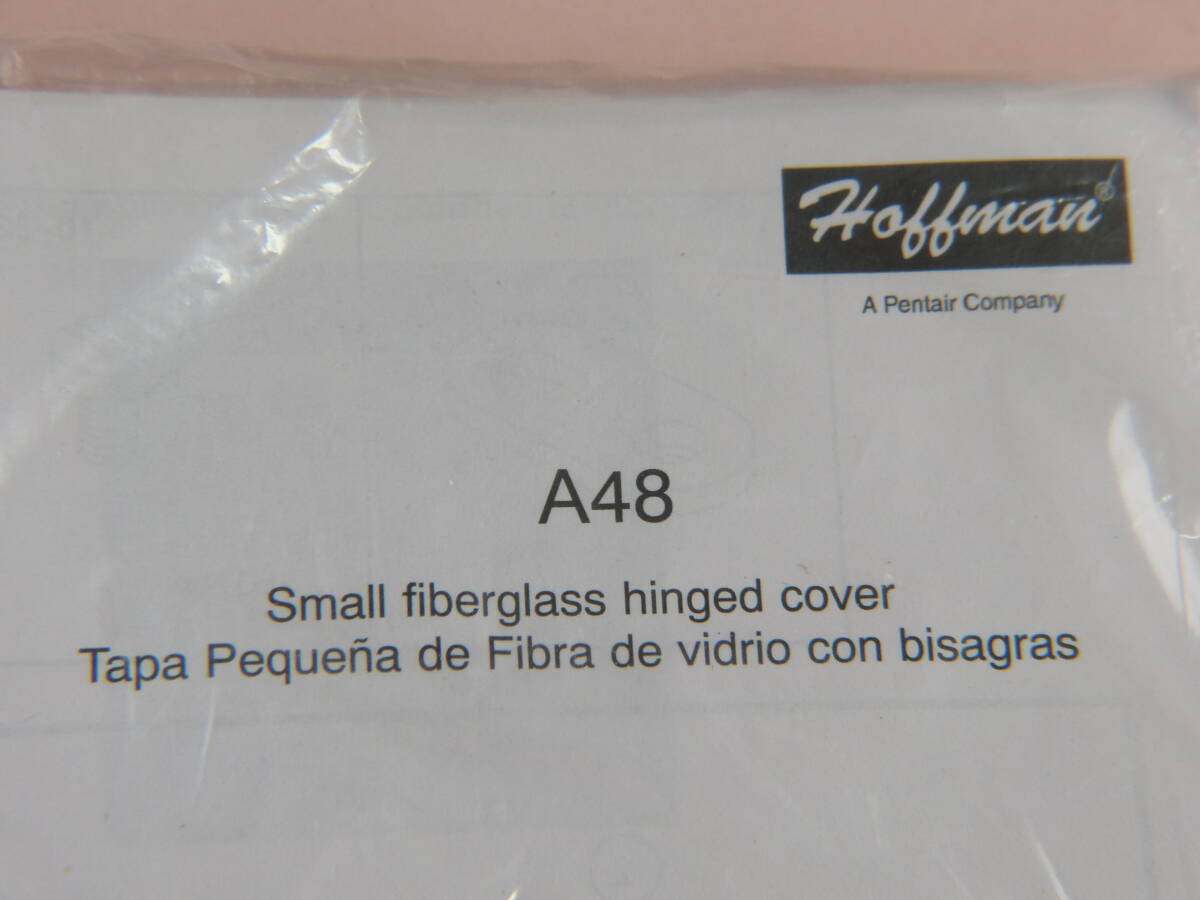 Hoffman®
A Pentair Company
A48
Small fiberglass hinged cover
Tapa Pequeña de Fibra de vidrio con bisagras